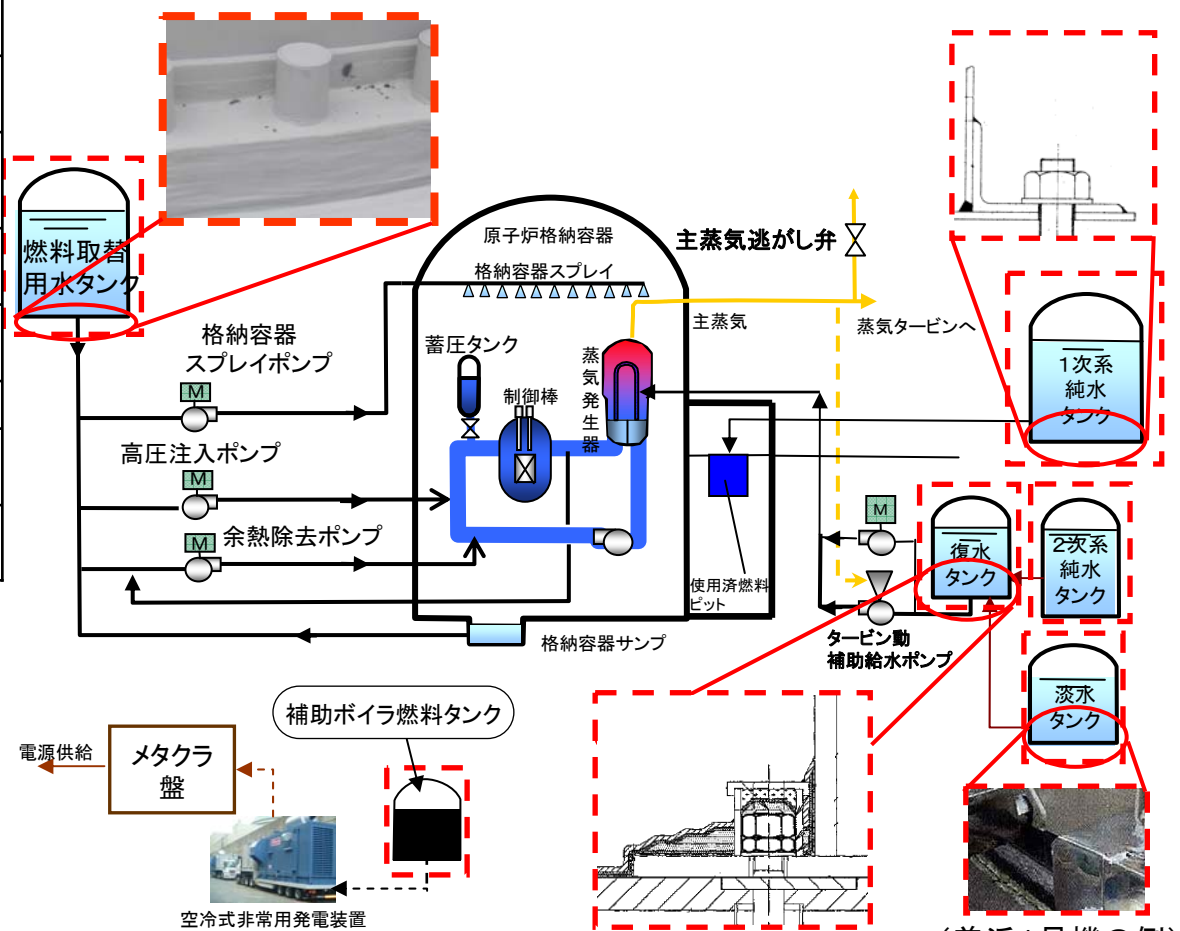 燃料取替
用水タンク
原子炉格納容器
格納容器スプレイ
主蒸気逃がし弁
主蒸気
蒸気タービンへ
格納容器
スプレイポンプ
M
蓄圧タンク
制御棒
蒸気発生器
1次系
純水
タンク
高圧注入ポンプ
M
余熱除去ポンプ
M
M
復水
タンク
2次系
純水
タンク
使用済燃料
ピット
格納容器サンプ
タービン動
補助給水ポンプ
淡水
タンク
補助ボイラ燃料タンク
電源供給
メタクラ
盤
空冷式非常用発電装置